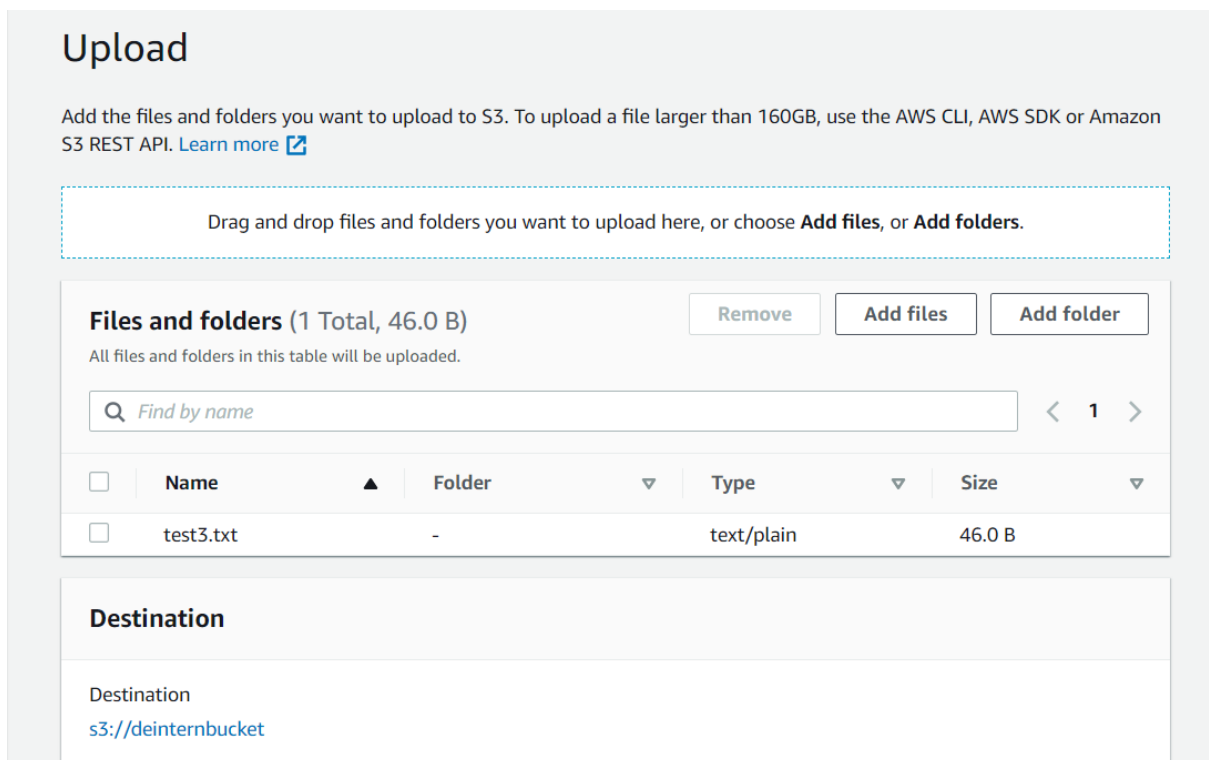 Upload
Add the files and folders you want to upload to S3. To upload a file larger than 160GB, use the AWS CLI, AWS SDK or Amazon
S3 REST API. Learn more
Drag and drop files and folders you want to upload here, or choose Add files, or Add folders.
Files and folders (1 Total, 46.0 B)
Remove
Add files
Add folder
All files and folders in this table will be uploaded.
Find by name
1
Name Folder Type Size
test3.txt - text/plain 46.0 B
Destination
Destination
s3://deinternbucket